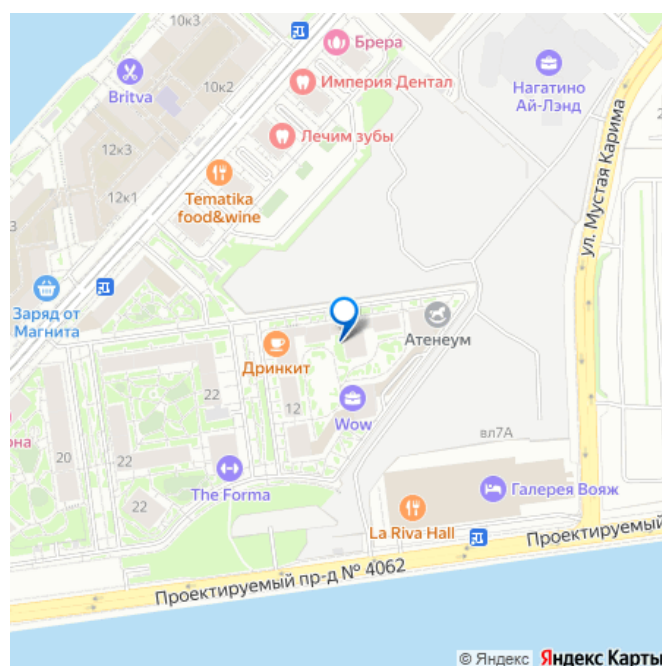 10к3
Брера
Britva
10к2
Империя Дентал
Нагатино
Ай-Лэнд
12к3
Лечим зубы
12к1
Tematika
food&wine
ул. Мустая Карима
Заряд от
Магнита
Атенеум
Дринкит
22
12
Wow
она
20
22
вл7А
The Forma
22
Галерея Вояж
La Riva Hall
Проектируемый
Проектируемый пр-д № 4062
© Яндекс Яндекс Карты